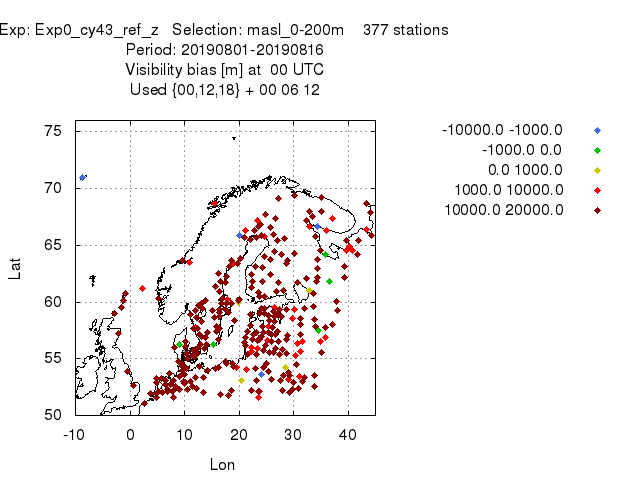 Exp: Exp0_cy43_ref_z Selection: masl_0-200m 377 stations
Period: 20190801-20190816
Visibility bias [m] at 00 UTC
Used {00,12,18} + 00 06 12
-10000.0 -1000.0
-1000.0 0.0
0.0 1000.0
1000.0 10000.0
10000.0 20000.0
75
70
65
60
55
50
Lat
-10 0 10 20 30 40
Lon